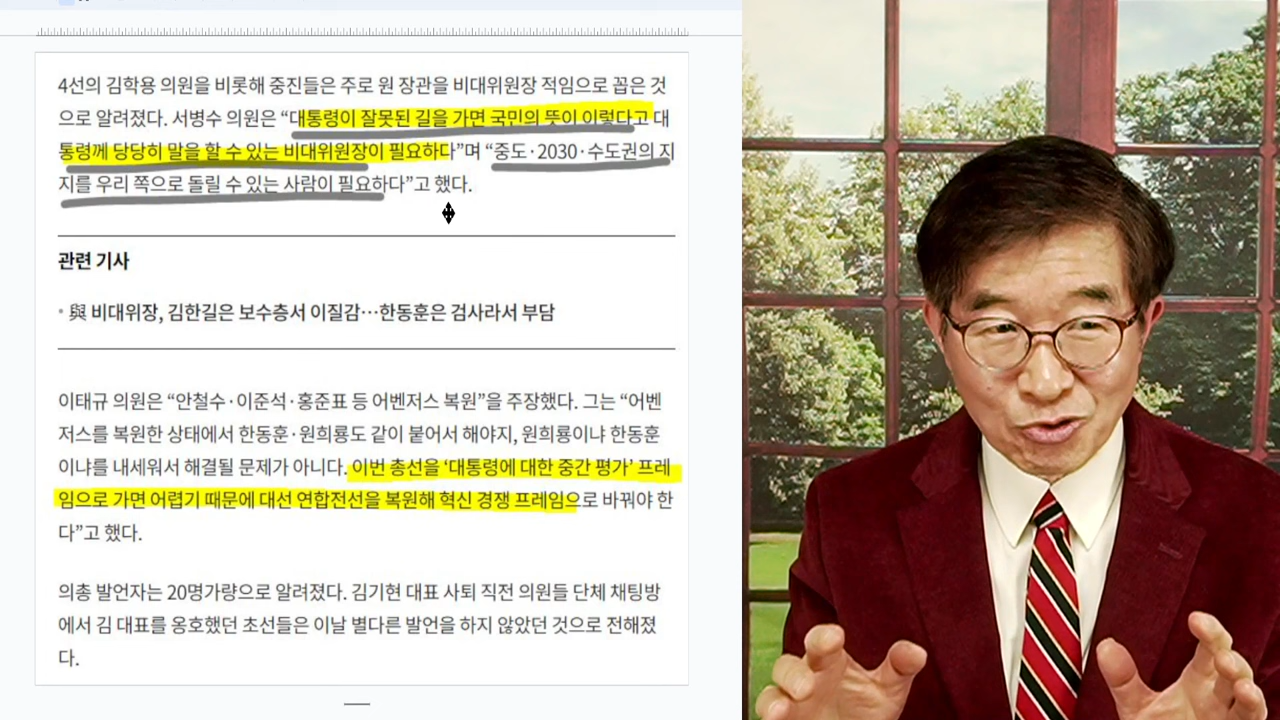 4선의 김학용 의원을 비롯해 중진들은 주로 원 장관을 비대위원장 적임으로 꼽은 것
으로 알려졌다. 서병수 의원은 “대통령이 잘못된 길을 가면 국민의 뜻이 이렇다고 대
통령께 당당히 말을 할 수 있는 비대위원장이 필요하다”며 “중도·2030·수도권의 지
지를 우리 쪽으로 돌릴 수 있는 사람이 필요하다”고 했다.
관련 기사
• 與 비대위장, 김한길은 보수층서 이질감…한동훈은 검사라서 부담
이태규 의원은 “안철수·이준석·홍준표 등 어벤저스 복원”을 주장했다. 그는 “어벤
저스를 복원한 상태에서 한동훈·원희룡도 같이 붙어서 해야지, 원희룡이냐 한동훈
이냐를 내세워서 해결될 문제가 아니다. 이번 총선을 ‘대통령에 대한 중간 평가’ 프레
임으로 가면 어렵기 때문에 대선 연합전선을 복원해 혁신 경쟁 프레임으로 바꿔야 한
다”고 했다.
의총 발언자는 20명가량으로 알려졌다. 김기현 대표 사퇴 직전 의원들 단체 채팅방
에서 김 대표를 옹호했던 초선들은 이날 별다른 발언을 하지 않았던 것으로 전해졌
다.